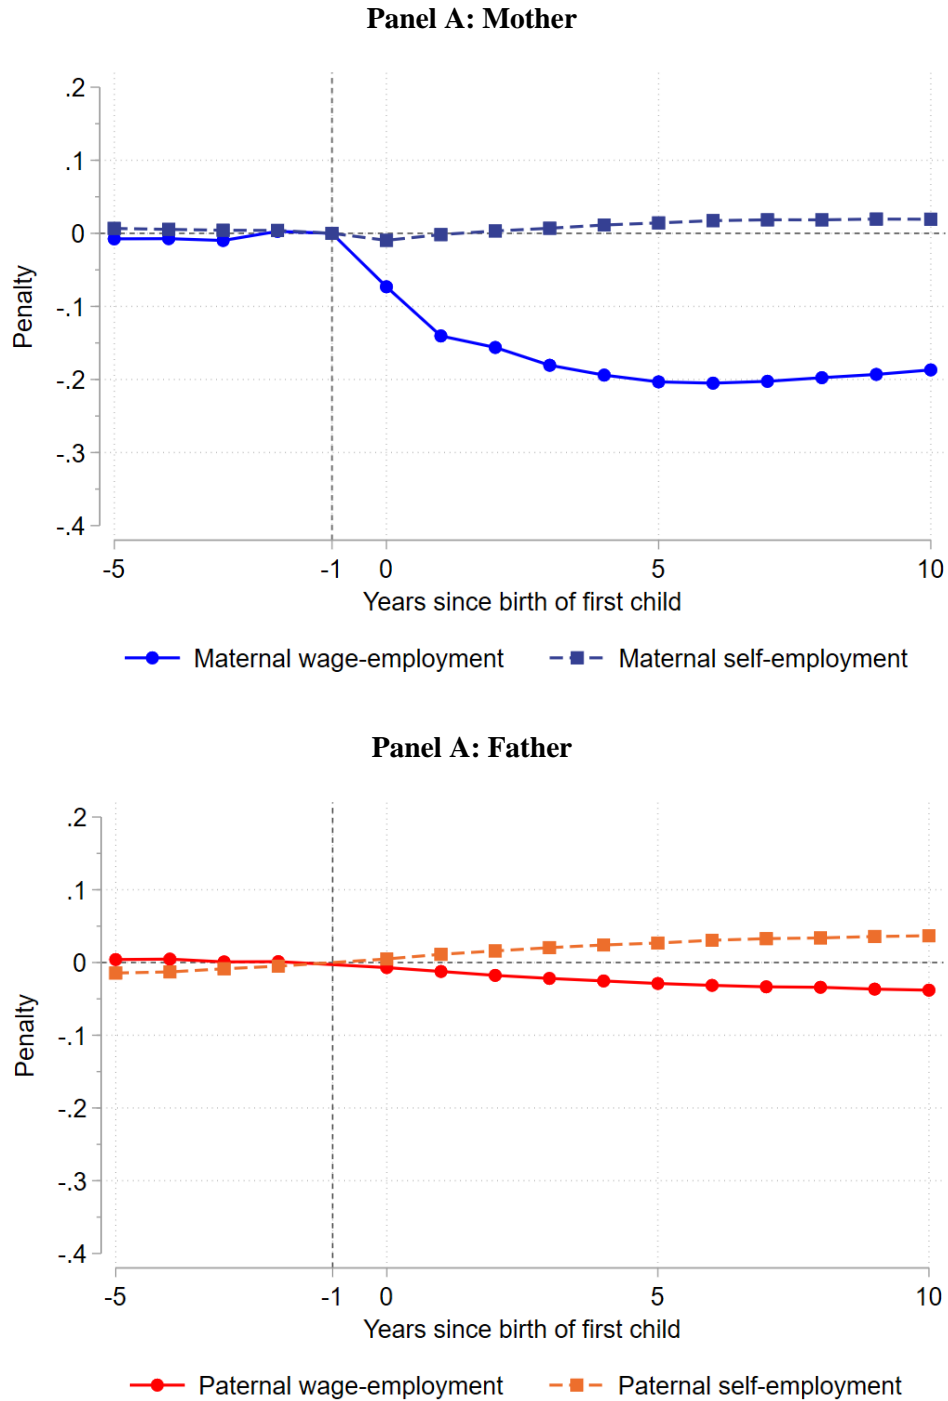 Panel A: Mother
.2
.1
0
-.1
-.2
-.3
-.4
Penalty
-5 -1 0 5 10
Years since birth of first child
Maternal wage-employment Maternal self-employment
Panel A: Father
.2
.1
0
-.1
-.2
-.3
-.4
Penalty
-5 -1 0 5 10
Years since birth of first child
Paternal wage-employment Paternal self-employment